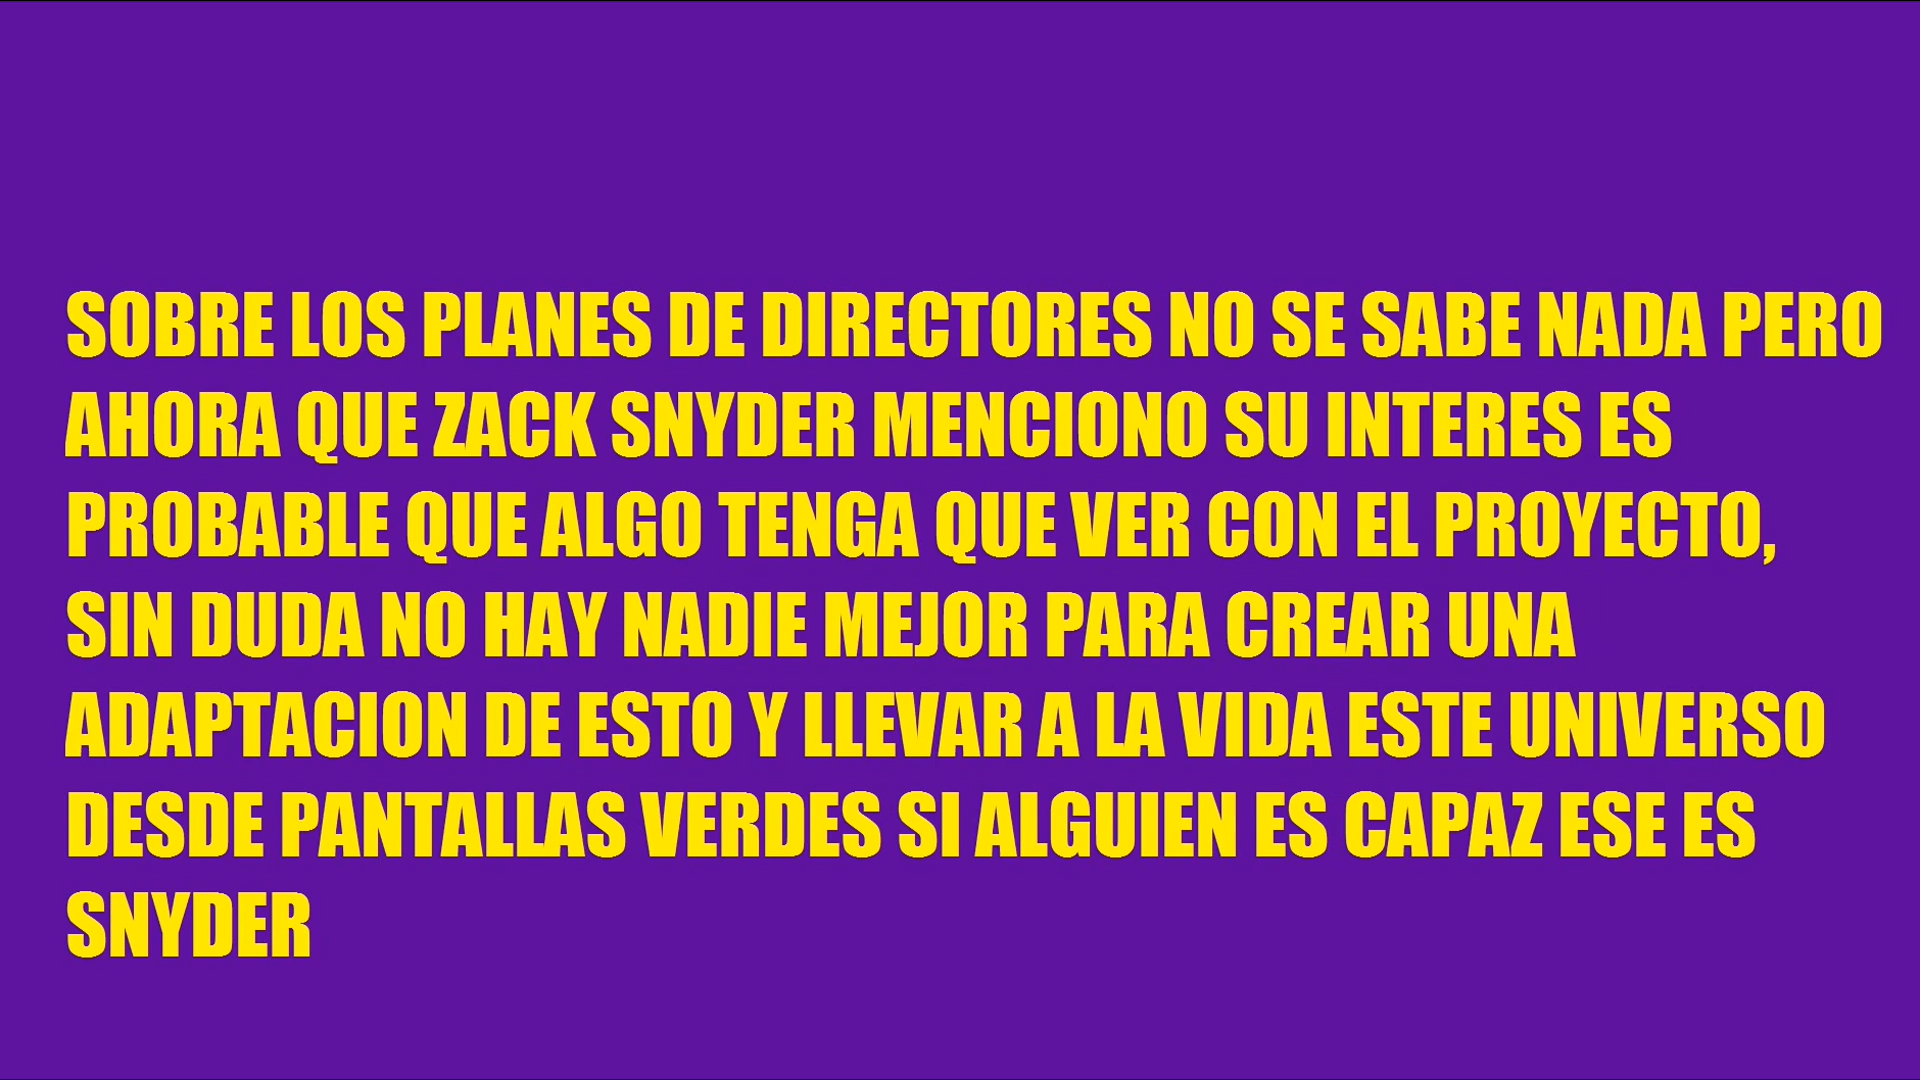 SOBRE LOS PLANES DE DIRECTORES NO SE SABE NADA PERO
AHORA QUE ZACK SNYDER MENCIONO SU INTERES ES
PROBABLE QUE ALGO TENGA QUE VER CON EL PROYECTO,
SIN DUDA NO HAY NADIE MEJOR PARA CREAR UNA
ADAPTACION DE ESTO Y LLEVAR A LA VIDA ESTE UNIVERSO
DESDE PANTALLAS VERDES SI ALGUIEN ES CAPAZ ESE ES
SNYDER